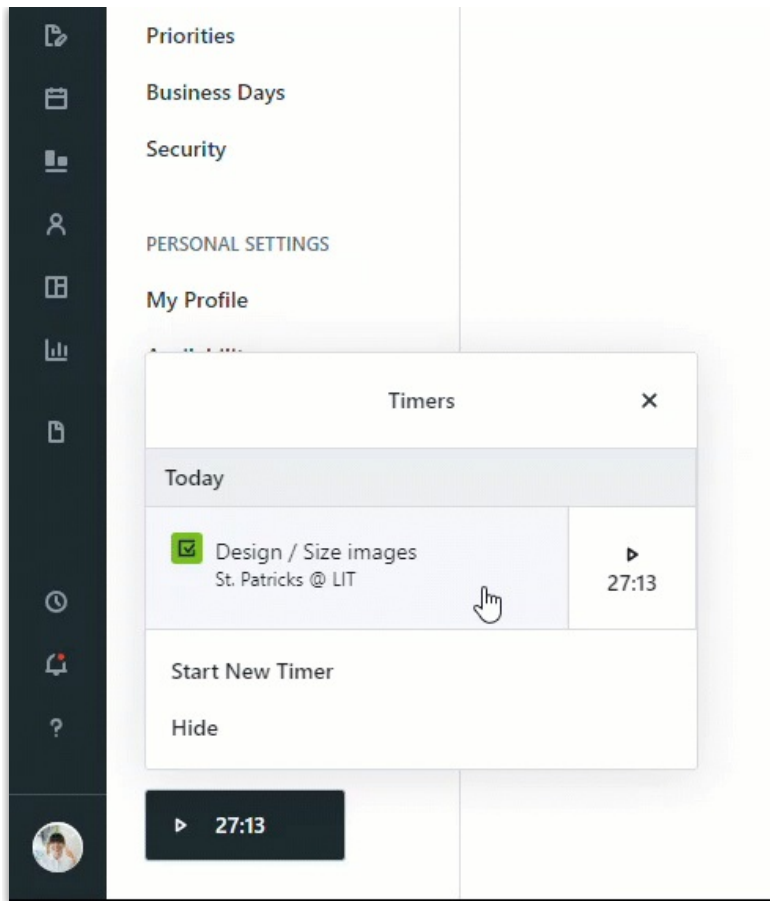 Priorities
Business Days
Security
PERSONAL SETTINGS
My Profile
Timers
Today
Design / Size images
St. Patricks @ LIT
27:13
Start New Timer
Hide
27:13